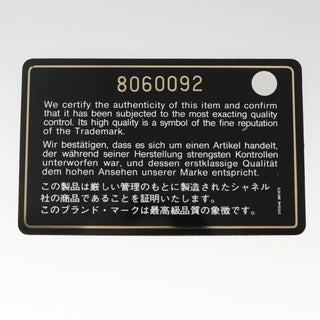 8060092
We certify the authenticity of this item and confirm
that it has been subjected to the most exacting quality
control. Its high quality is a symbol of the fine reputation
of the Trademark.
Wir bestätigen, dass es sich um einen Artikel handelt,
der während seiner Herstellung strengsten Kontrollen
unterworfen war, und dessen erstklassige Qualität
dem hohen Ansehen unserer Marke entspricht.
この製品は厳しい管理のもとに製造されたシャネル
社の商品であることを証明いたします。
このブランド・マークは最高級品質の象徴です。